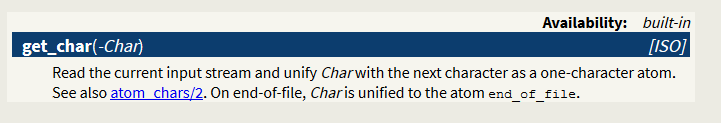 Availability: built-in
get_char(-Char) [ISO]
Read the current input stream and unify Char with the next character as a one-character atom.
See also atom_chars/2. On end-of-file, Char is unified to the atom end_of_file.